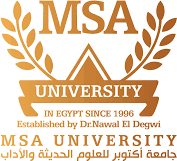 MSA
UNIVERSITY
IN EGYPT SINCE 1996
Established by Dr.Nawal El Degwi
MSA UNIVERSITY
جامعة أكتوبر للعلوم الحديثة والآداب